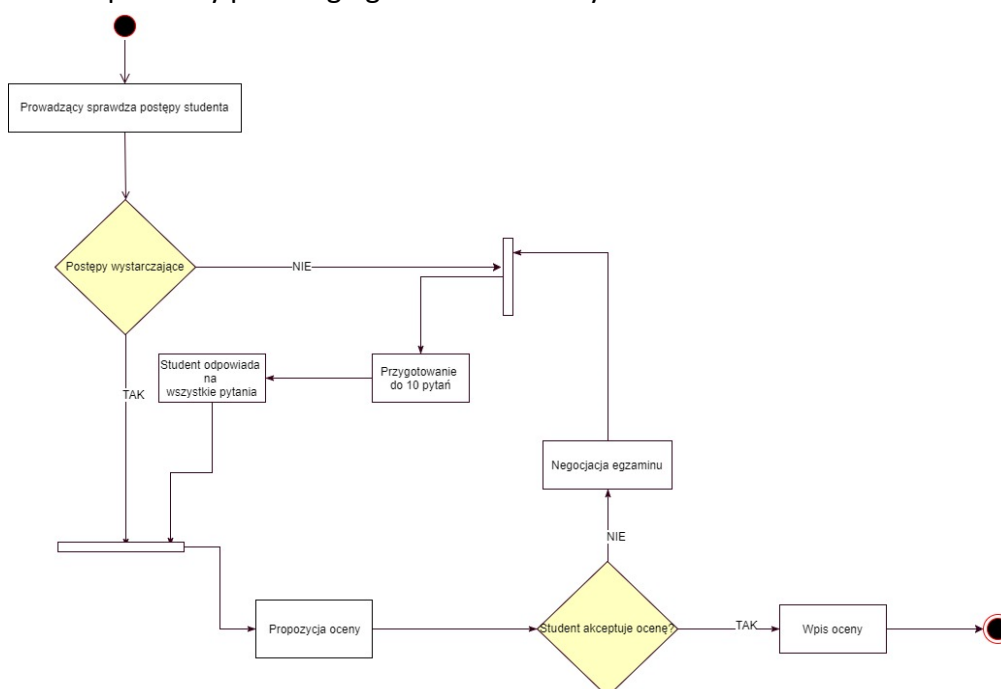 Prowadzący sprawdza postępy studenta
Postępy wystarczające
NIE
Student odpowiada
na
wszystkie pytania
Przygotowanie
do 10 pytań
TAK
Negocjacja egzaminu
NIE
Propozycja oceny
Student akceptuje ocenę?
TAK
Wpis oceny